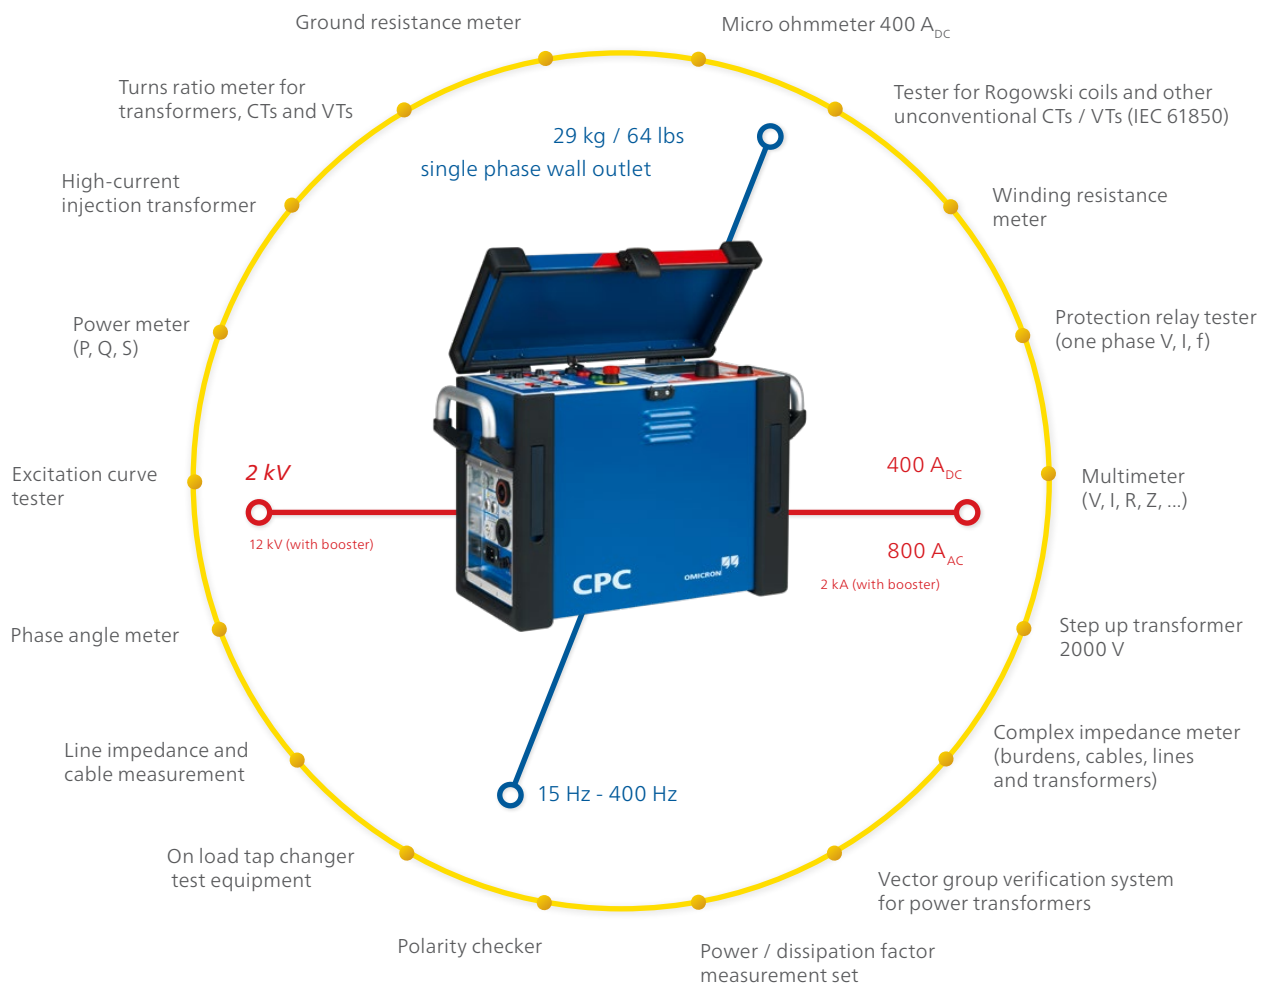 Ground resistance meter
Micro ohmmeter 400 A_DC
Turns ratio meter for
transformers, CTs and VTs
Tester for Rogowski coils and other
unconventional CTs / VTs (IEC 61850)
29 kg / 64 lbs
single phase wall outlet
High-current
injection transformer
Winding resistance
meter
Power meter
(P, Q, S)
Protection relay tester
(one phase V, I, f)
Excitation curve
tester
2 kV
12 kV (with booster)
400 A_DC
800 A_AC
2 kA (with booster)
Multimeter
(V, I, R, Z, ...)
CPC
OMICRON
Phase angle meter
Step up transformer
2000 V
Line impedance and
cable measurement
Complex impedance meter
(burdens, cables, lines
and transformers)
15 Hz - 400 Hz
On load tap changer
test equipment
Vector group verification system
for power transformers
Polarity checker
Power / dissipation factor
measurement set